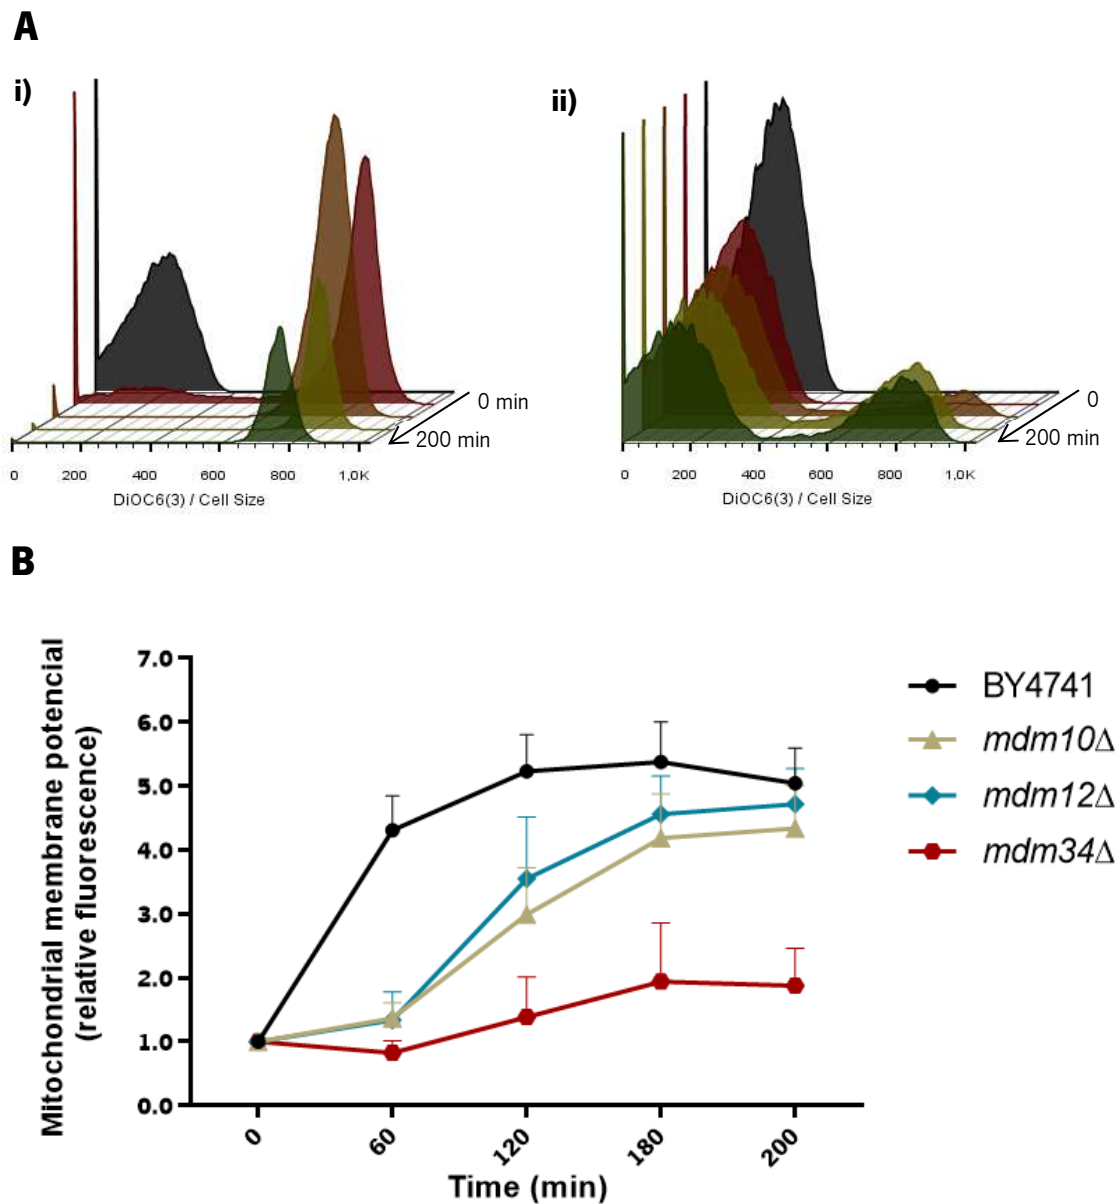 A
i)
ii)
0 min
200 min
0
200 min
0 200 400 600 800 1,0K
DiOC6(3) / Cell Size
0 200 400 600 800 1,0K
DiOC6(3) / Cell Size
B
Mitochondrial membrane potencial
(relative fluorescence)
7.0
6.0
5.0
4.0
3.0
2.0
1.0
0.0
0 60 120 180 200
Time (min)
BY4741
mdm10Δ
mdm12Δ
mdm34Δ